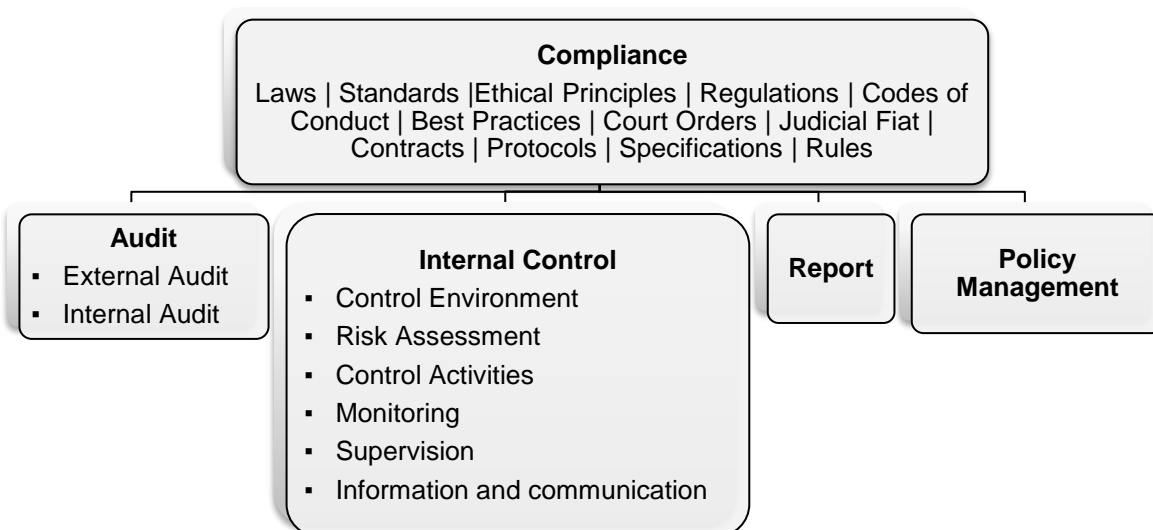 Compliance
Laws | Standards |Ethical Principles | Regulations | Codes of
Conduct | Best Practices | Court Orders | Judicial Fiat |
Contracts | Protocols | Specifications | Rules
Audit
▪ External Audit
▪ Internal Audit
Internal Control
▪ Control Environment
▪ Risk Assessment
▪ Control Activities
▪ Monitoring
▪ Supervision
▪ Information and communication
Report
Policy
Management